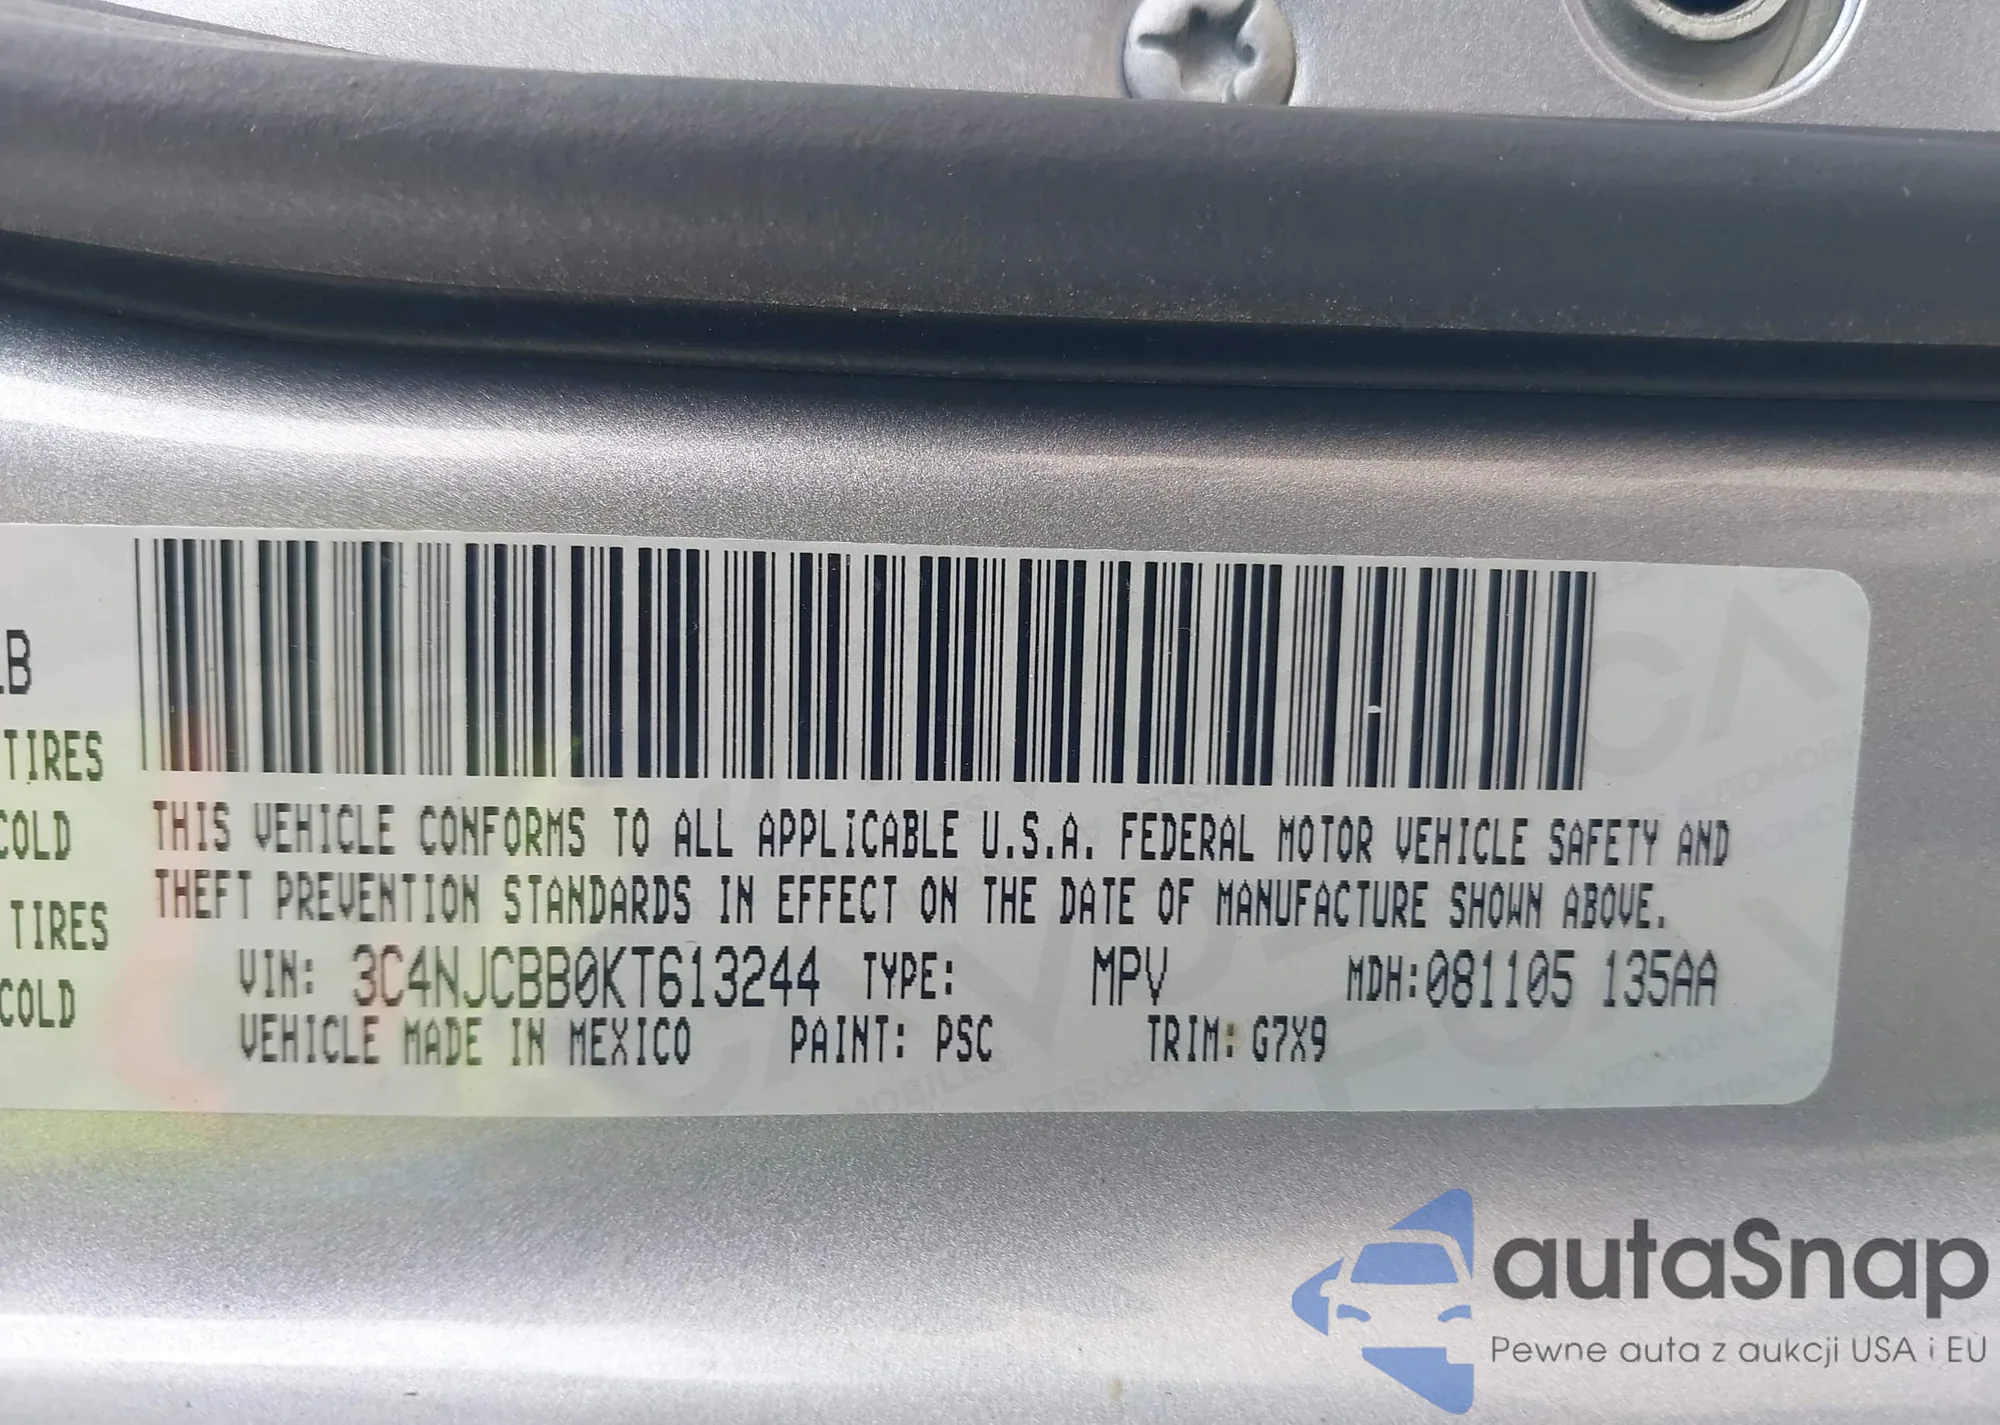 LB
TIRES
COLD
TIRES
COLD
THIS VEHICLE CONFORMS TO ALL APPLICABLE U.S.A. FEDERAL MOTOR VEHICLE SAFETY AND
THEFT PREVENTION STANDARDS IN EFFECT ON THE DATE OF MANUFACTURE SHOWN ABOVE.
VIN: 3C4NJCBB0KT613244 TYPE: MPV MDH:081105 135AA
VEHICLE MADE IN MEXICO PAINT: PSC TRIM: G7X9
autaSnap
Pewne auta z aukcji USA i EU